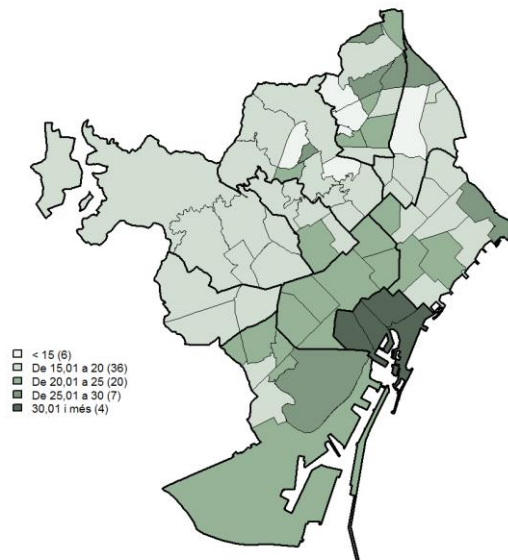 < 15 (6)
De 15,01 a 20 (36)
De 20,01 a 25 (20)
De 25,01 a 30 (7)
30,01 i més (4)